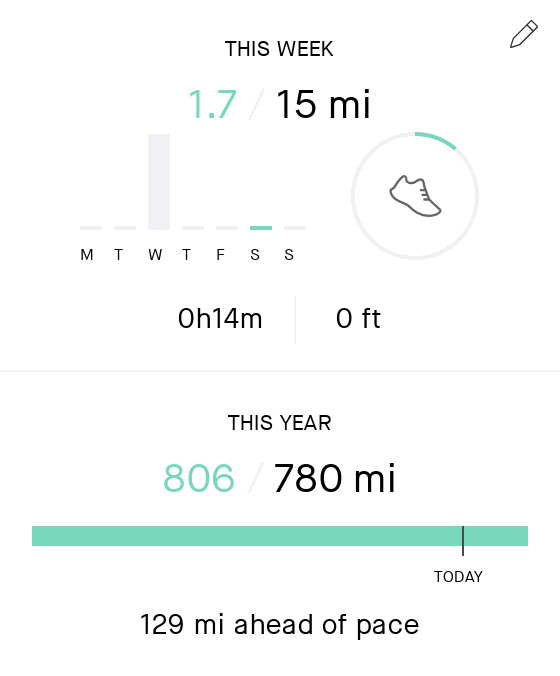 THIS WEEK
1.7 / 15 mi
M T W T F S S
0h14m 0 ft
THIS YEAR
806 / 780 mi
TODAY
129 mi ahead of pace